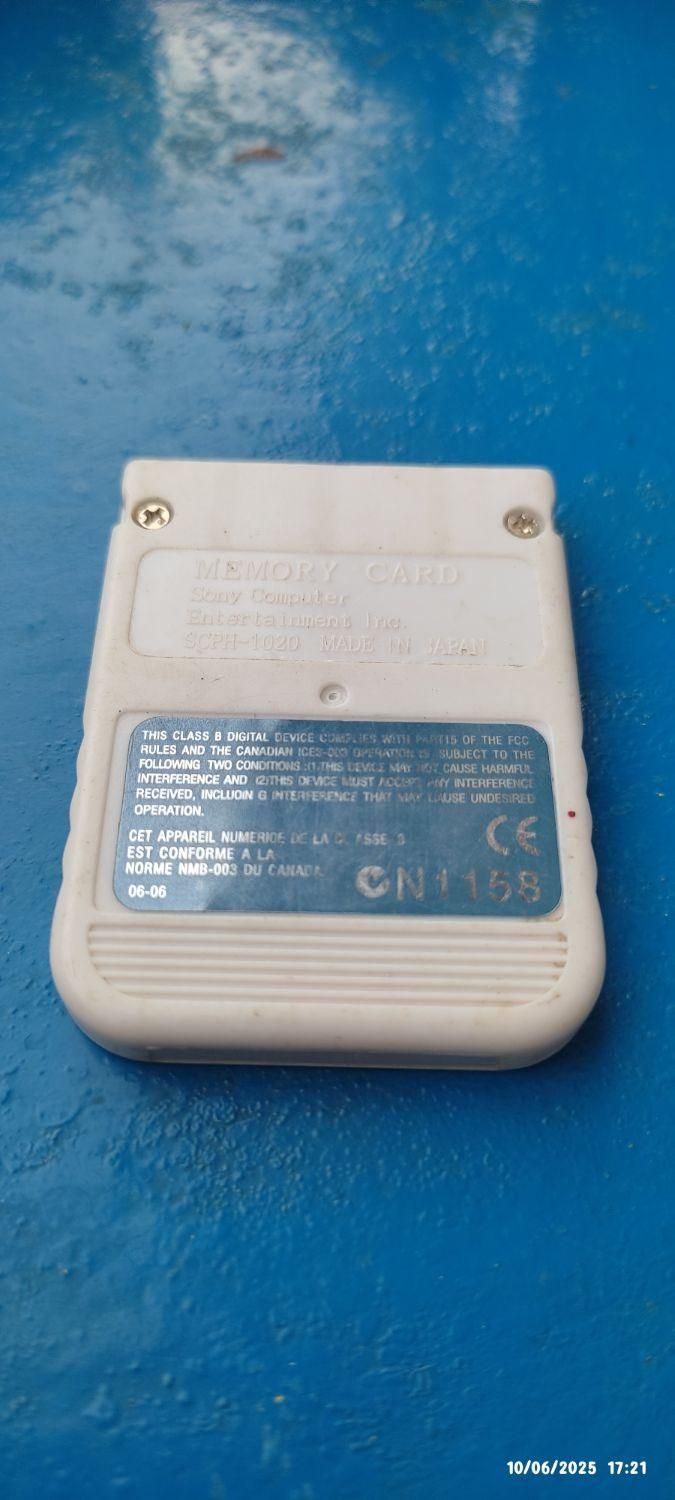 MEMORY CARD
Sony Computer
Entertainment Inc.
SCPH-1020 MADE IN JAPAN
THIS CLASS B DIGITAL DEVICE COMPLIES WITH PART15 OF THE FCC
RULES AND THE CANADIAN ICES-003 OPERATION IS SUBJECT TO THE
FOLLOWING TWO CONDITIONS :(1)THIS DEVICE MAY NOT CAUSE HARMFUL
INTERFERENCE AND (2)THIS DEVICE MUST ACCEPT ANY INTERFERENCE
RECEIVED, INCLUOIN G INTERFERENCE THAT MAY CAUSE UNDESIRED
OPERATION.
CET APPAREIL NUMERIOE DE LA CLASSE B
EST CONFORME A LA
NORME NMB-003 DU CANADA
06-06
CE
N1158
10/06/2025 17:21